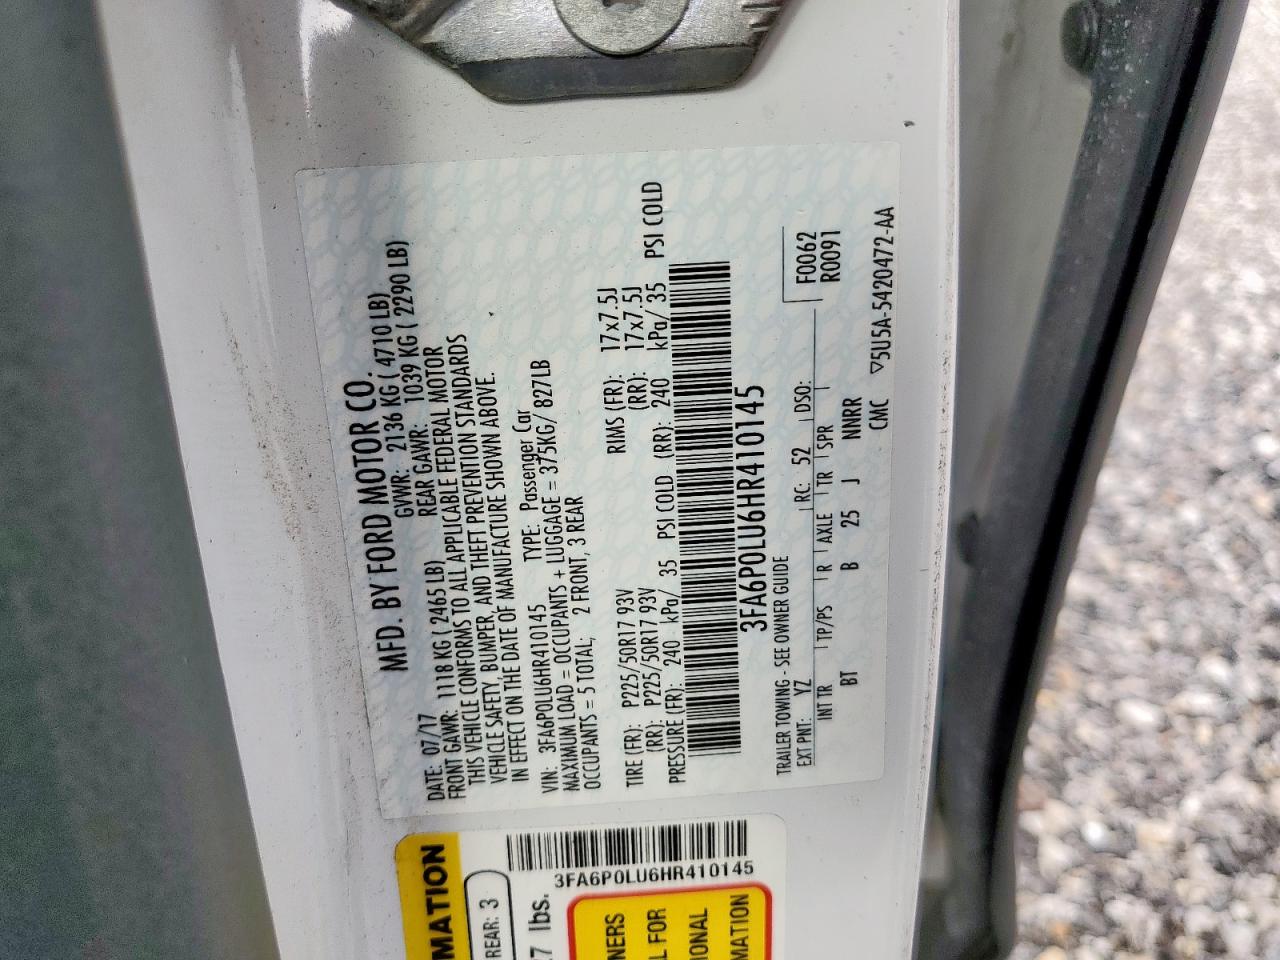 MFD. BY FORD MOTOR CO.
DATE: 07/17 GVWR: 2136 KG ( 4710 LB)
FRONT GAWR: 1118 KG ( 2465 LB) REAR GAWR: 1039 KG ( 2290 LB)
THIS VEHICLE CONFORMS TO ALL APPLICABLE FEDERAL MOTOR
VEHICLE SAFETY, BUMPER, AND THEFT PREVENTION STANDARDS
IN EFFECT ON THE DATE OF MANUFACTURE SHOWN ABOVE.
VIN: 3FA6P0LU6HR410145 TYPE: Passenger Car
MAXIMUM LOAD = OCCUPANTS + LUGGAGE = 375KG/ 827LB
OCCUPANTS = 5 TOTAL; 2 FRONT, 3 REAR
TIRE (FR): P225/50R17 93V RIMS (FR): 17x7.5J
(RR): P225/50R17 93V (RR): 17x7.5J
PRESSURE (FR): 240 kPa/ 35 PSI COLD (RR): 240 kPa/ 35 PSI COLD
3FA6P0LU6HR410145
TRAILER TOWING - SEE OWNER GUIDE
EXT PNT: YZ RC: 52 DSO: F0062
INT TR TP/PS R AXLE TR SPR R0091
BT B 25 J NNRR
CMC ▽5U5A-5420472-AA
MATION
REAR: 3
7 lbs.
3FA6P0LU6HR410145
NERS
L FOR
IONAL
MATION